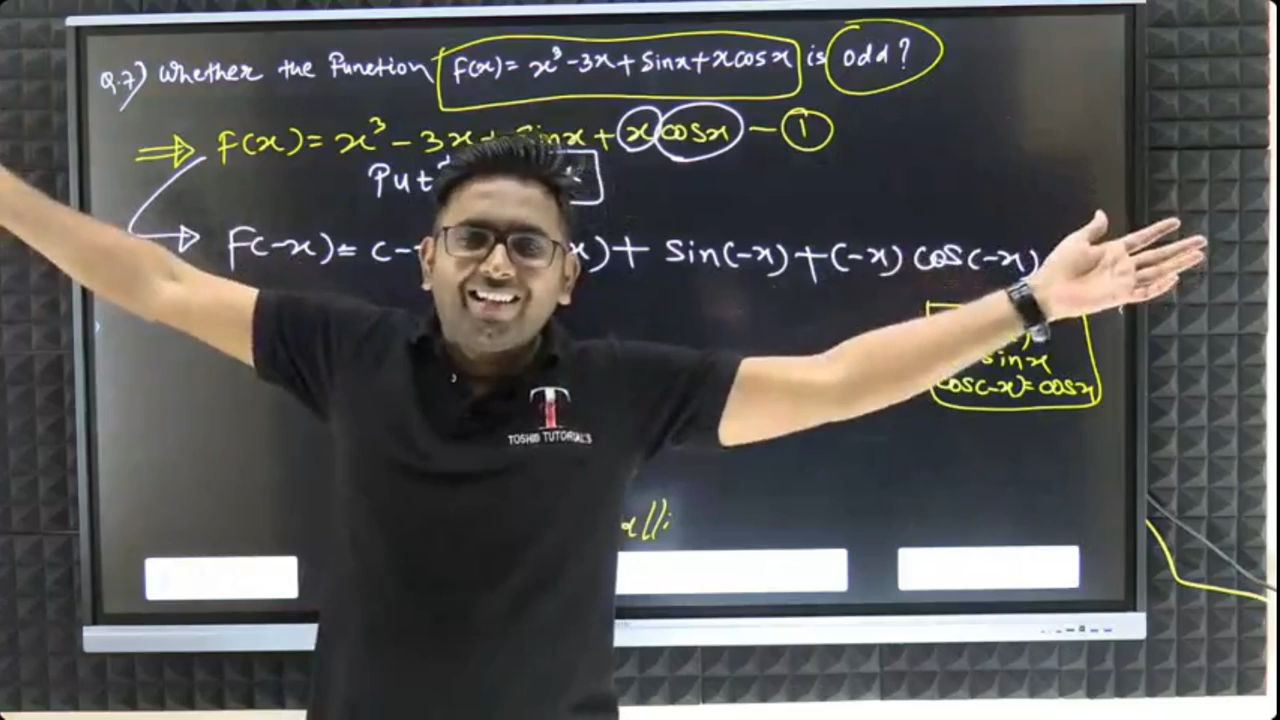 Q.7) Whether the Function f(x) = x³ - 3x + Sinx + xcosx is odd?
⇒ f(x) = x³ - 3x + sinx + x cosx — ①
Put
→ F(-x) = (- x) + sin(-x) + (-x) cos(-x)
sinx
cos(-x) = cosx
TOSHIB TUTORIAL'S